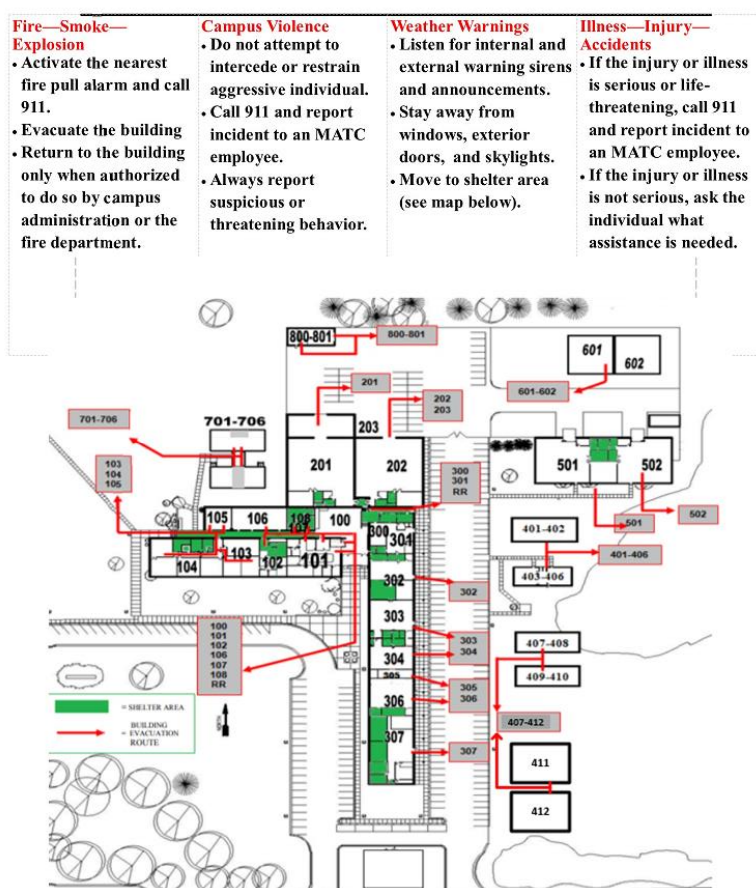 Fire—Smoke—
Explosion
• Activate the nearest
fire pull alarm and call
911.
• Evacuate the building
• Return to the building
only when authorized
to do so by campus
administration or the
fire department.
Campus Violence
• Do not attempt to
intercede or restrain
aggressive individual.
• Call 911 and report
incident to an MATC
employee.
• Always report
suspicious or
threatening behavior.
Weather Warnings
• Listen for internal and
external warning sirens
and announcements.
• Stay away from
windows, exterior
doors, and skylights.
• Move to shelter area
(see map below).
Illness—Injury—
Accidents
• If the injury or illness
is serious or life-
threatening, call 911
and report incident to
an MATC employee.
• If the injury or illness
is not serious, ask the
individual what
assistance is needed.
800-801
800-801
601
602
201
601-602
202
203
701-706
701-706
203
201
202
501
502
103
104
105
300
301
RR
105
106
108
107
100
300
301
501
502
401-402
401-406
403-406
104
103
102
101
302
302
303
303
304
304
100
101
102
106
107
108
RR
407-408
409-410
305
305
306
306
407-412
= SHELTER AREA
BUILDING
= EVACUATION
ROUTE
307
307
411
412